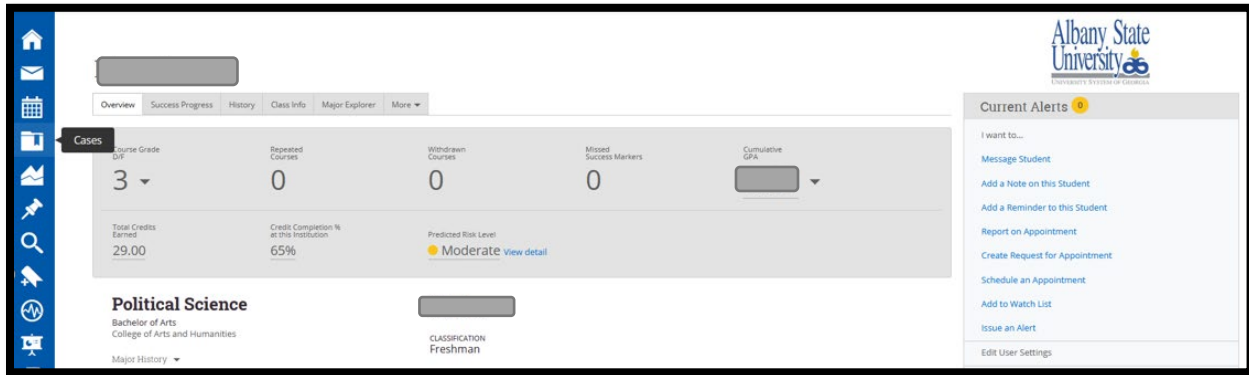 Albany State
University
UNIVERSITY SYSTEM OF GEORGIA
Overview Success Progress History Class Info Major Explorer More
Current Alerts 0
Cases
I want to...
Message Student
Add a Note on this Student
Add a Reminder to this Student
Report on Appointment
Create Request for Appointment
Schedule an Appointment
Add to Watch List
Issue an Alert
Edit User Settings
Course Grade
D/F
3
Repeated
Courses
0
Withdrawn
Courses
0
Missed
Success Markers
0
Cumulative
GPA
Total Credits
Earned
29.00
Credit Completion %
at this Institution
65%
Predicted Risk Level
Moderate View detail
Political Science
Bachelor of Arts
College of Arts and Humanities
Major History
CLASSIFICATION
Freshman